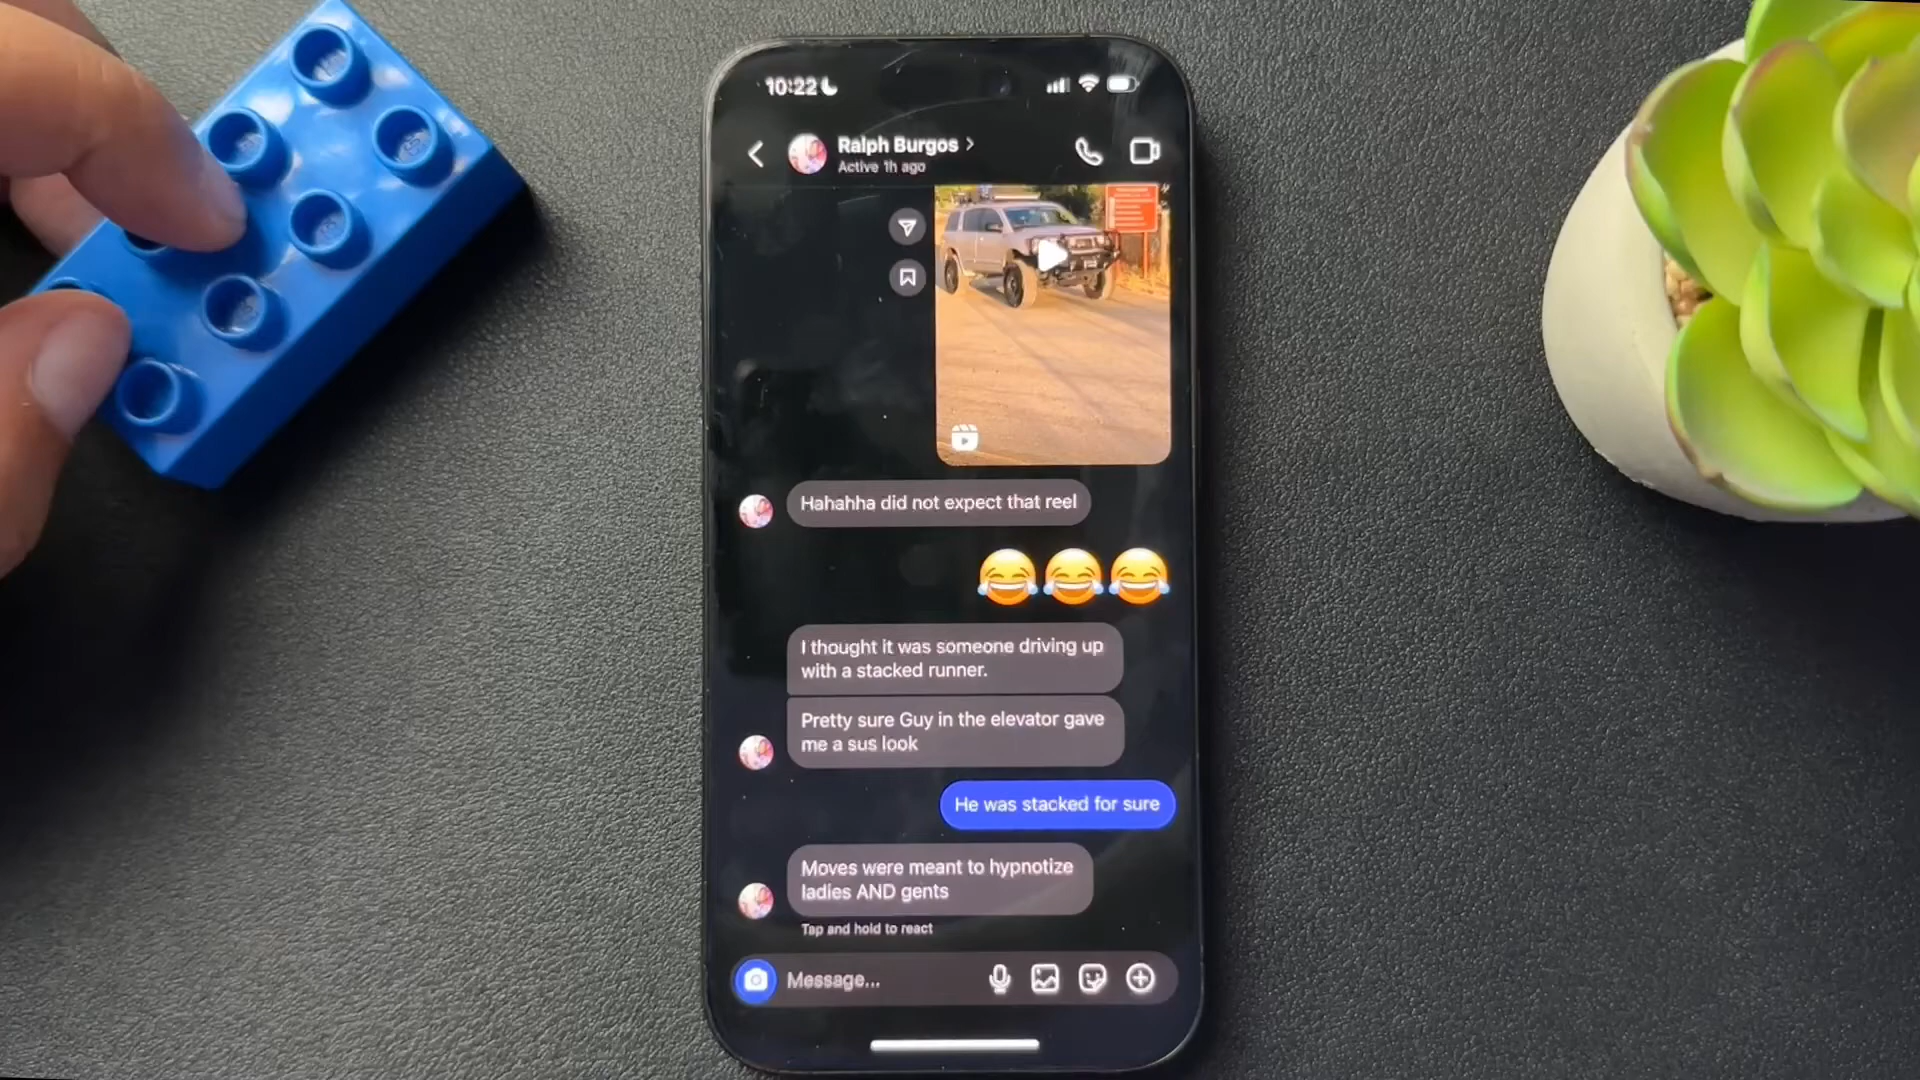 10:22
Ralph Burgos
Active 1h ago
Hahahha did not expect that reel
I thought it was someone driving up
with a stacked runner.
Pretty sure Guy in the elevator gave
me a sus look
He was stacked for sure
Moves were meant to hypnotize
ladies AND gents
Tap and hold to react
Message...